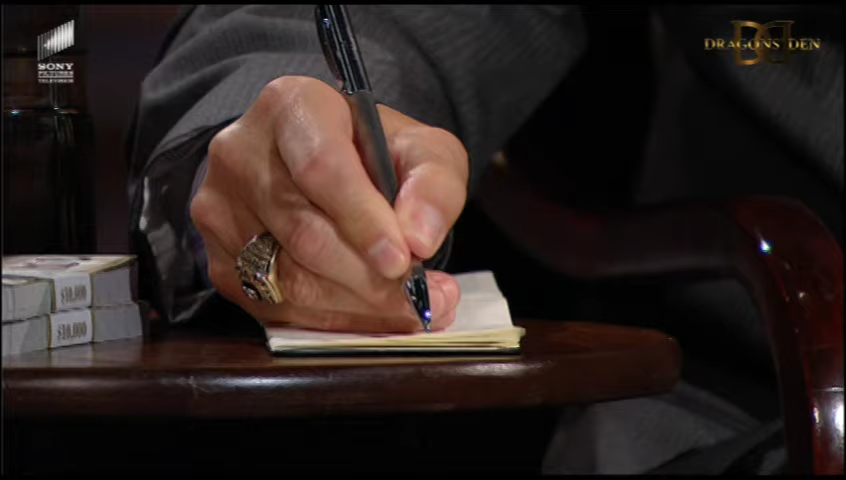 SONY
PICTURES
TELEVISION
DRAGONS' DEN
$10,000
$10,000